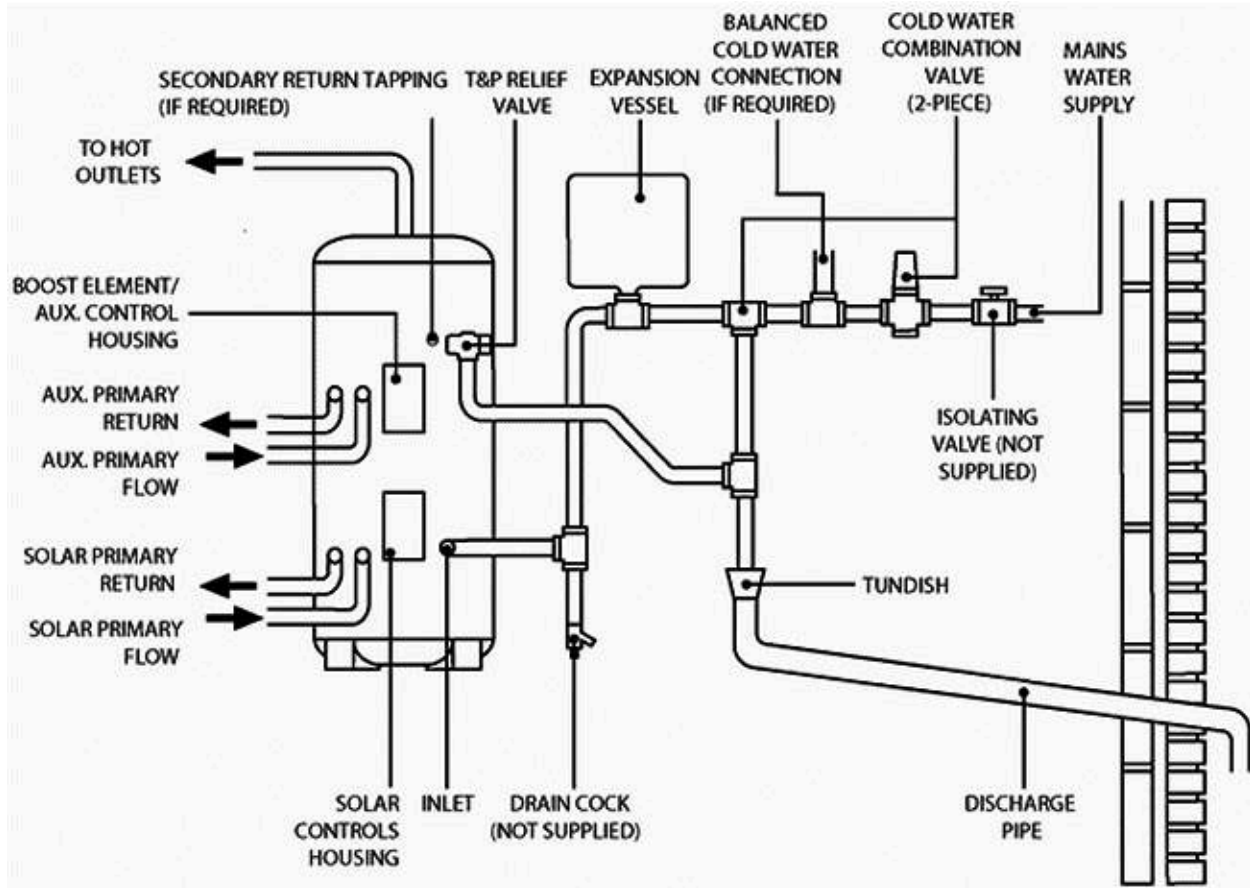 SECONDARY RETURN TAPPING
(IF REQUIRED)
T&P RELIEF
VALVE
EXPANSION
VESSEL
BALANCED
COLD WATER
CONNECTION
(IF REQUIRED)
COLD WATER
COMBINATION
VALVE
(2-PIECE)
MAINS
WATER
SUPPLY
TO HOT
OUTLETS
BOOST ELEMENT/
AUX. CONTROL
HOUSING
AUX. PRIMARY
RETURN
AUX. PRIMARY
FLOW
ISOLATING
VALVE (NOT
SUPPLIED)
SOLAR PRIMARY
RETURN
SOLAR PRIMARY
FLOW
TUNDISH
SOLAR
CONTROLS
HOUSING
INLET
DRAIN COCK
(NOT SUPPLIED)
DISCHARGE
PIPE